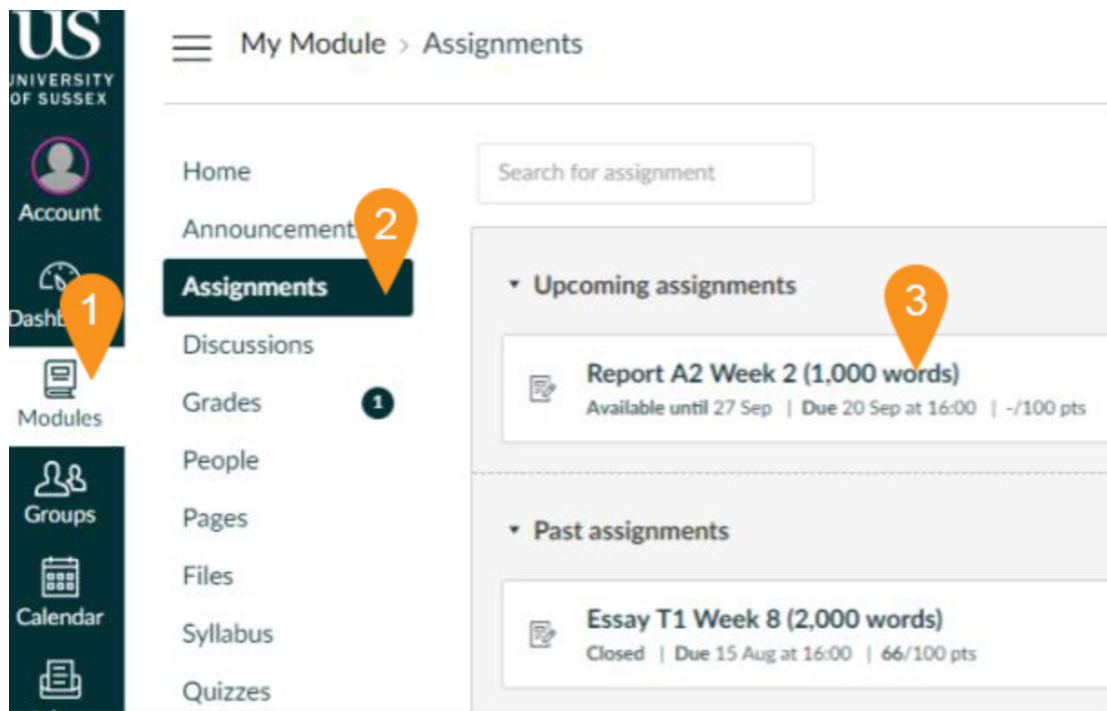 US
UNIVERSITY
OF SUSSEX
Account
Modules
Groups
Calendar
1
My Module > Assignments
Home
2
Assignments
Discussions
Grades 1
People
Pages
Files
Syllabus
Quizzes
Search for assignment
Upcoming assignments
3
Report A2 Week 2 (1,000 words)
Available until 27 Sep | Due 20 Sep at 16:00 | -/100 pts
Past assignments
Essay T1 Week 8 (2,000 words)
Closed | Due 15 Aug at 16:00 | 66/100 pts